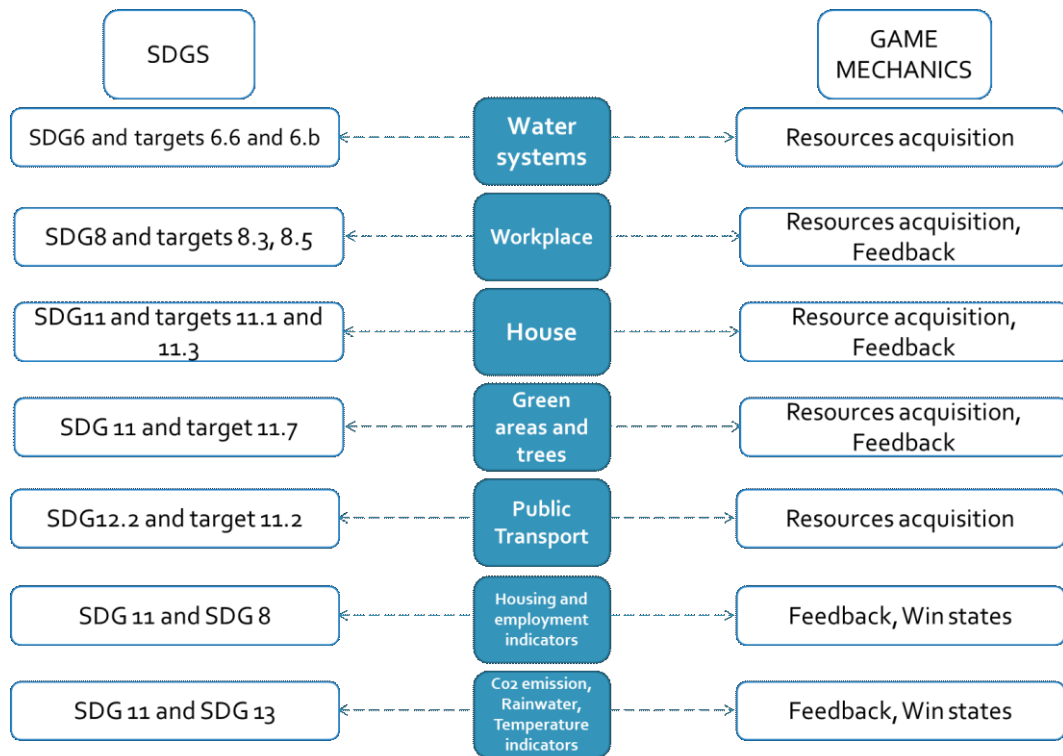 SDGS
GAME
MECHANICS
SDG6 and targets 6.6 and 6.b
Water
systems
Resources acquisition
SDG8 and targets 8.3, 8.5
Workplace
Resources acquisition,
Feedback
SDG11 and targets 11.1 and
11.3
House
Resource acquisition,
Feedback
SDG 11 and target 11.7
Green
areas and
trees
Resources acquisition,
Feedback
SDG12.2 and target 11.2
Public
Transport
Resources acquisition
SDG 11 and SDG 8
Housing and
employment
indicators
Feedback, Win states
SDG 11 and SDG 13
Co2 emission,
Rainwater,
Temperature
indicators
Feedback, Win states